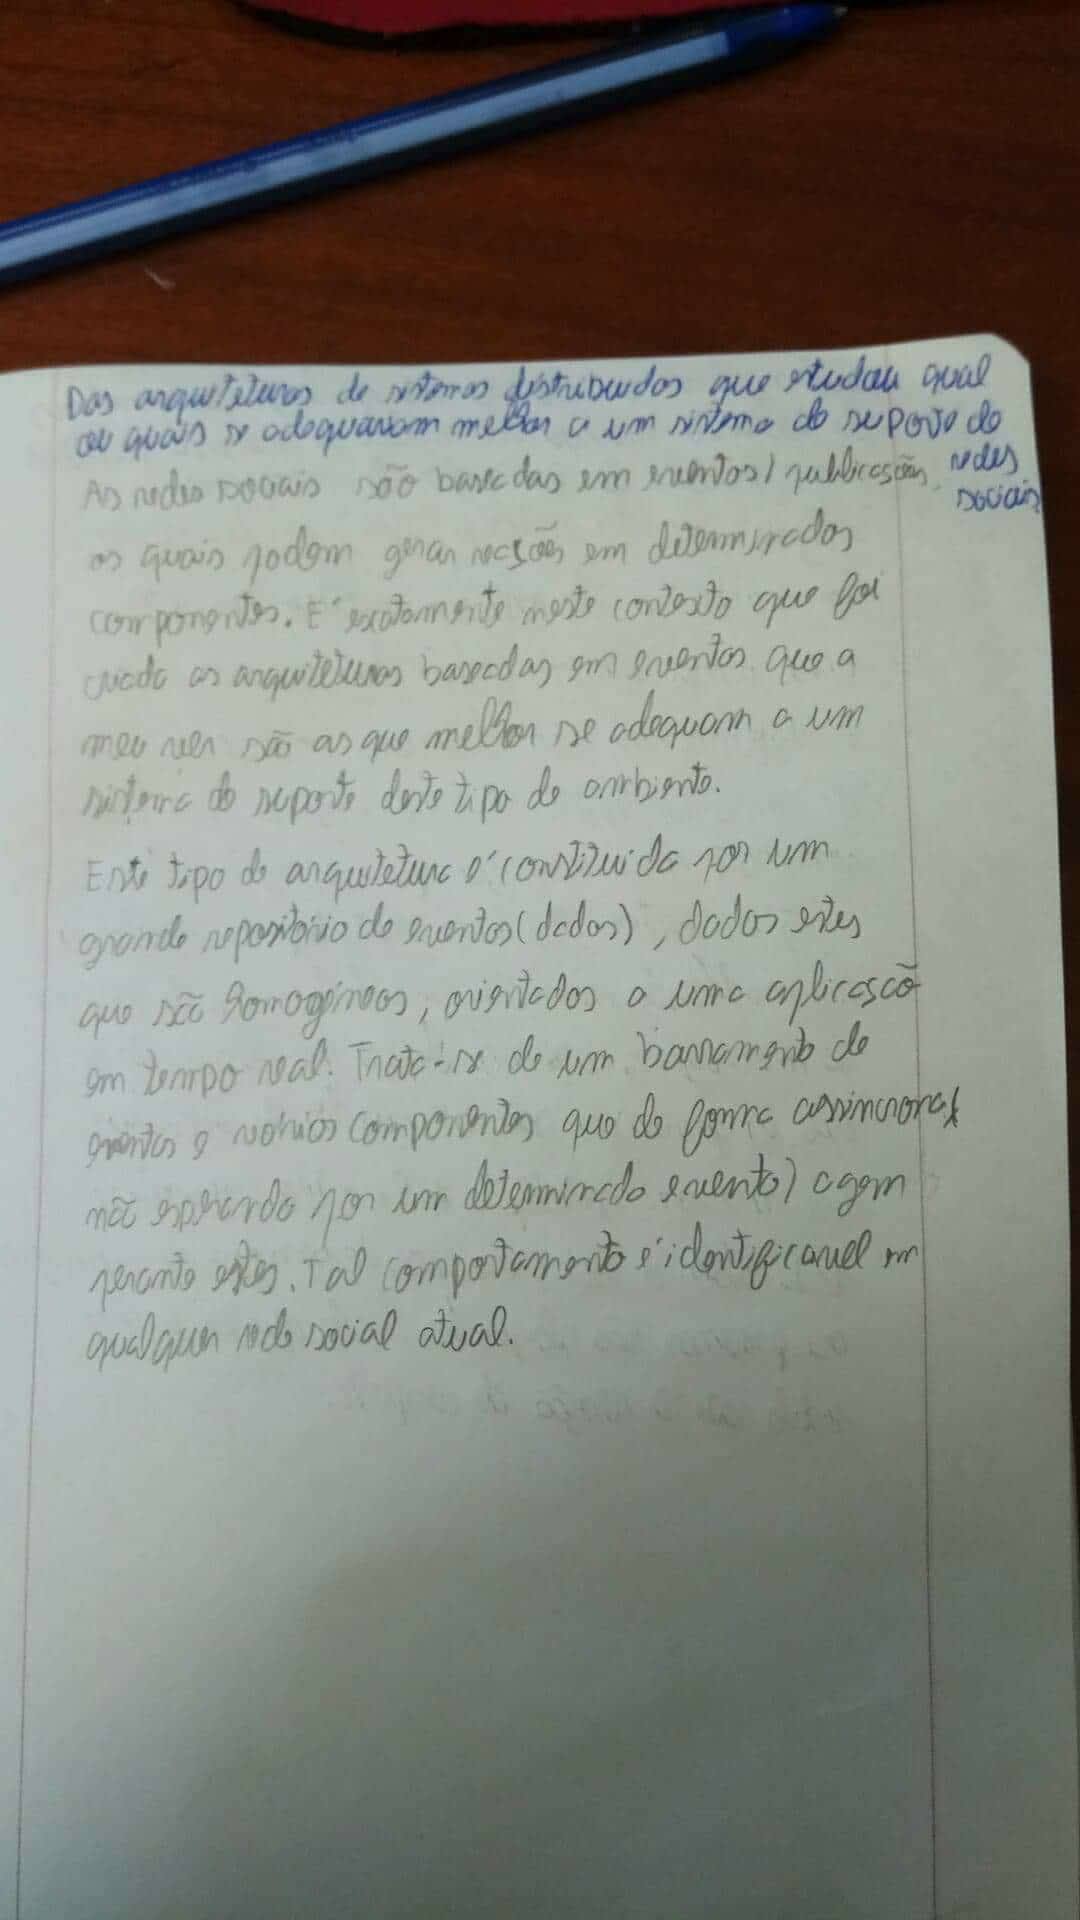 Das arquiteturas de sistemas distribuidos que estudou qual
ou quais se adequavam melhor a um sistema de suporte de
redes
sociais
As redes sociais são baseadas em eventos/publicações,
os quais podem gerar reações em determinados
componentes. É exatamente neste contexto que foi
criada as arquiteturas baseadas em eventos que a
meu ver são as que melhor se adequam a um
sistema de suporte deste tipo de ambiente.
Este tipo de arquitetura é constituida por um
grande repositório de eventos (dados), dados estes
que são homogéneos, orientados a uma aplicação
em tempo real. Trata-se de um barramento de
eventos e vários componentes que de forma assincrona(
não esperando por um determinado evento) agem
perante estes. Tal comportamento é identificavel em
qualquer rede social atual.